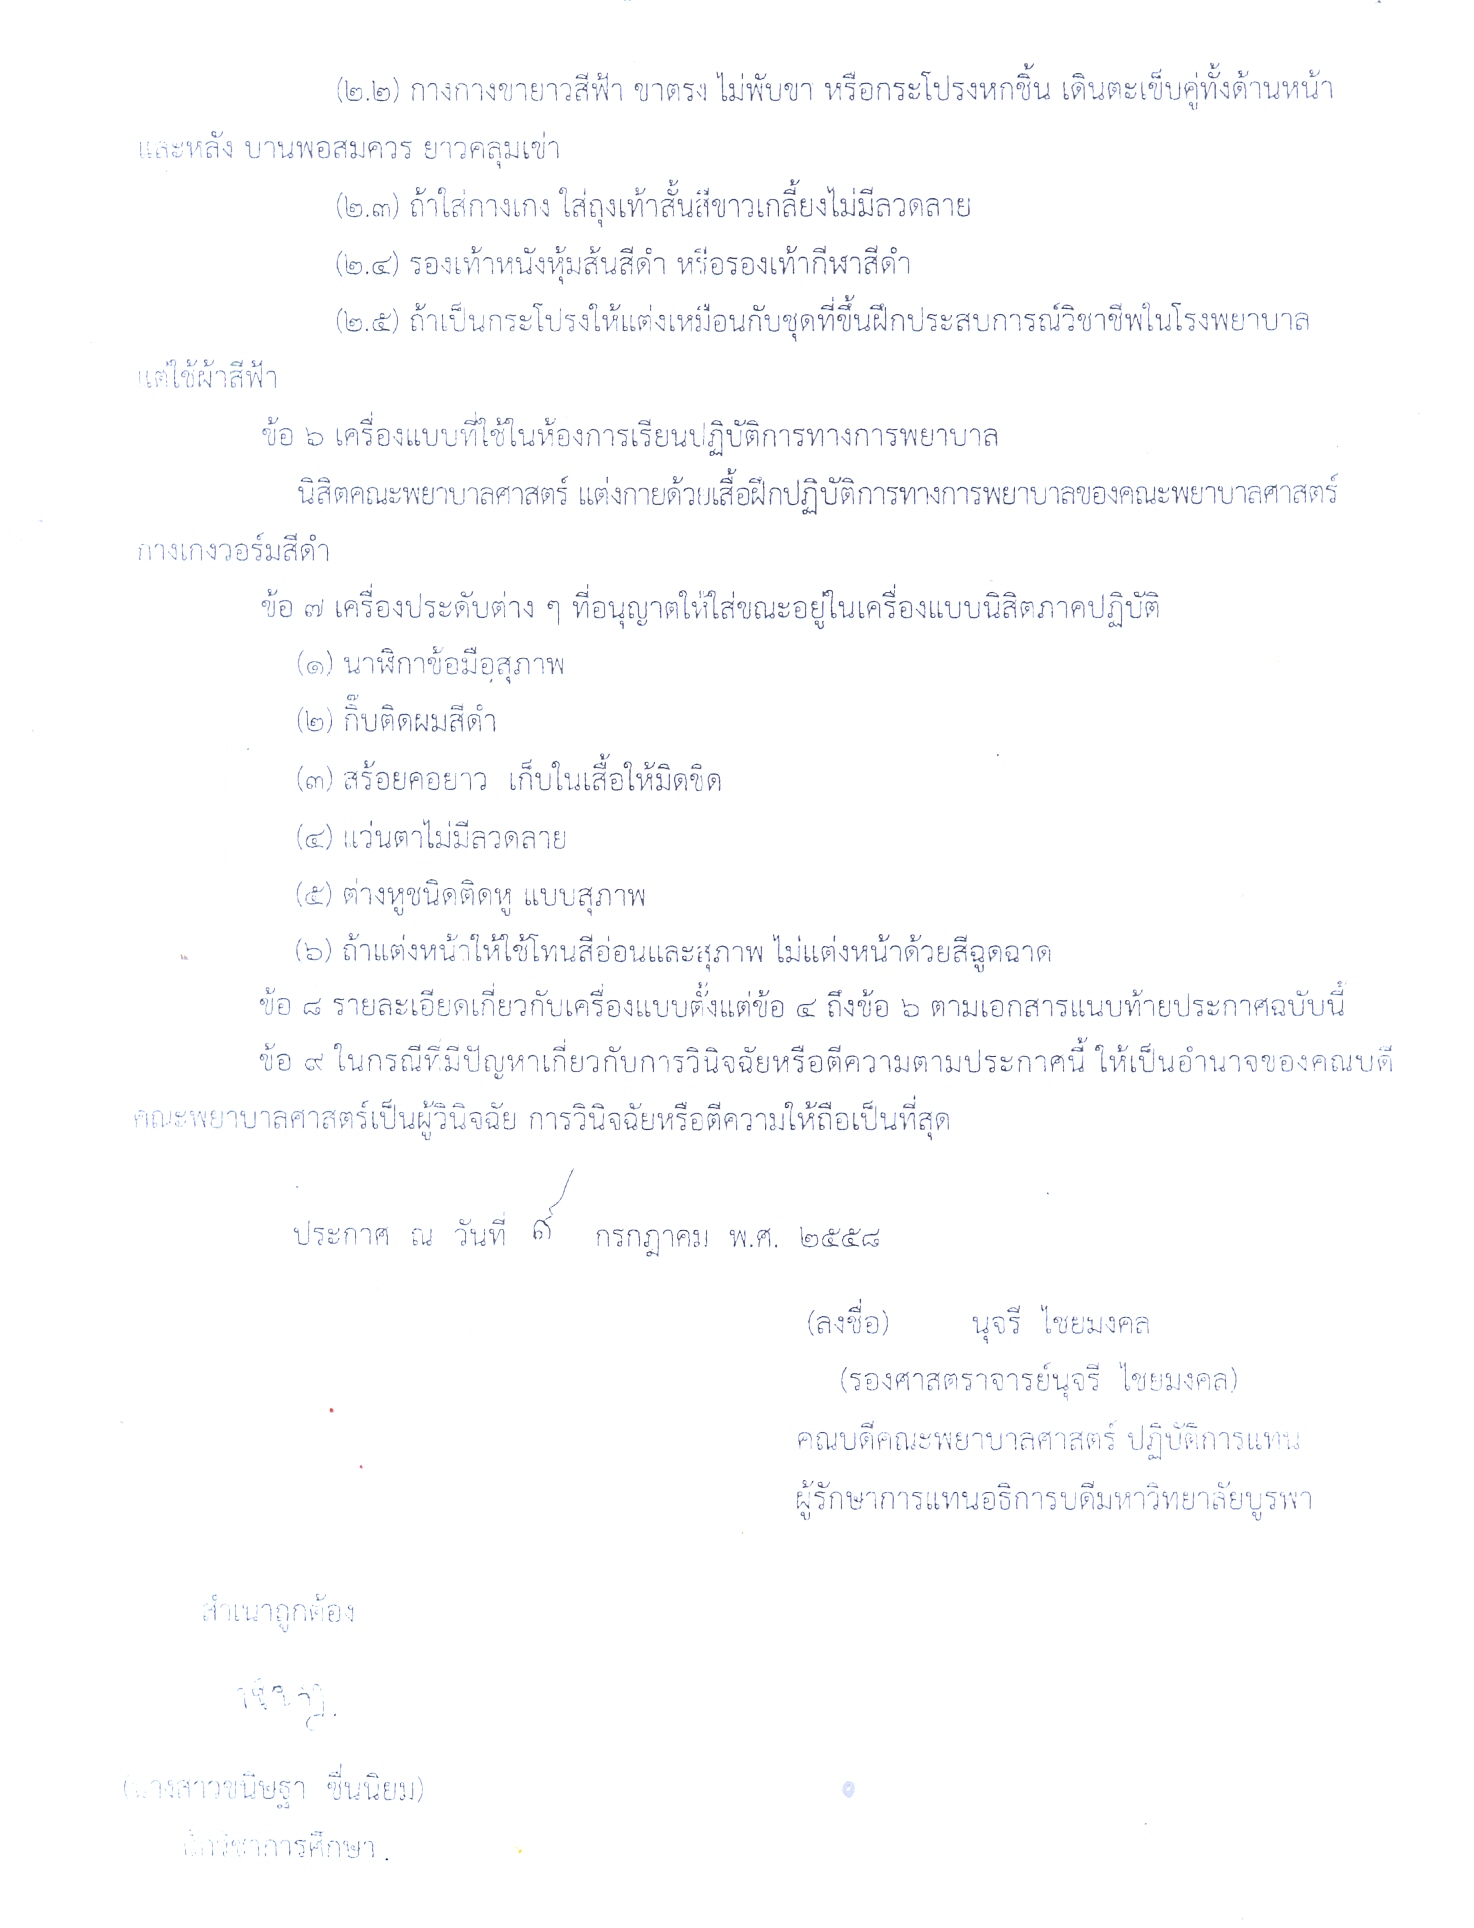 (๒.๒) กางกางขายาวสีฟ้า ขาตรง ไม่พับขา หรือกระโปรงหกชิ้น เดินตะเข็บคู่ทั้งด้านหน้า
และหลัง บานพอสมควร ยาวคลุมเข่า
(๒.๓) ถ้าใส่กางเกง ใส่ถุงเท้าสั้นสีขาวเกลี้ยงไม่มีลวดลาย
(๒.๔) รองเท้าหนังหุ้มส้นสีดำ หรือรองเท้ากีฬาสีดำ
(๒.๕) ถ้าเป็นกระโปรงให้แต่งเหมือนกับชุดที่ขึ้นฝึกประสบการณ์วิชาชีพในโรงพยาบาล
แต่ใช้ผ้าสีฟ้า
ข้อ ๖ เครื่องแบบที่ใช้ในห้องการเรียนปฏิบัติการทางการพยาบาล
นิสิตคณะพยาบาลศาสตร์ แต่งกายด้วยเสื้อฝึกปฏิบัติการทางการพยาบาลของคณะพยาบาลศาสตร์
กางเกงวอร์มสีดำ
ข้อ ๗ เครื่องประดับต่าง ๆ ที่อนุญาตให้ใส่ขณะอยู่ในเครื่องแบบนิสิตภาคปฏิบัติ
(๑) นาฬิกาข้อมือสุภาพ
(๒) กิ๊บติดผมสีดำ
(๓) สร้อยคอยาว เก็บในเสื้อให้มิดชิด
(๔) แว่นตาไม่มีลวดลาย
(๕) ต่างหูชนิดติดหู แบบสุภาพ
(๖) ถ้าแต่งหน้าให้ใช้โทนสีอ่อนและสุภาพ ไม่แต่งหน้าด้วยสีฉูดฉาด
ข้อ ๘ รายละเอียดเกี่ยวกับเครื่องแบบตั้งแต่ข้อ ๔ ถึงข้อ ๖ ตามเอกสารแนบท้ายประกาศฉบับนี้
ข้อ ๙ ในกรณีที่มีปัญหาเกี่ยวกับการวินิจฉัยหรือตีความตามประกาศนี้ ให้เป็นอำนาจของคณบดี
คณะพยาบาลศาสตร์เป็นผู้วินิจฉัย การวินิจฉัยหรือตีความให้ถือเป็นที่สุด
ประกาศ ณ วันที่ ๙ กรกฎาคม พ.ศ. ๒๕๕๘
(ลงชื่อ) นุจรี ไชยมงคล
(รองศาสตราจารย์นุจรี ไชยมงคล)
คณบดีคณะพยาบาลศาสตร์ ปฏิบัติการแทน
ผู้รักษาการแทนอธิการบดีมหาวิทยาลัยบูรพา
สำเนาถูกต้อง
(นางสาวขนิษฐา ชื่นนิยม)
นักวิชาการศึกษา